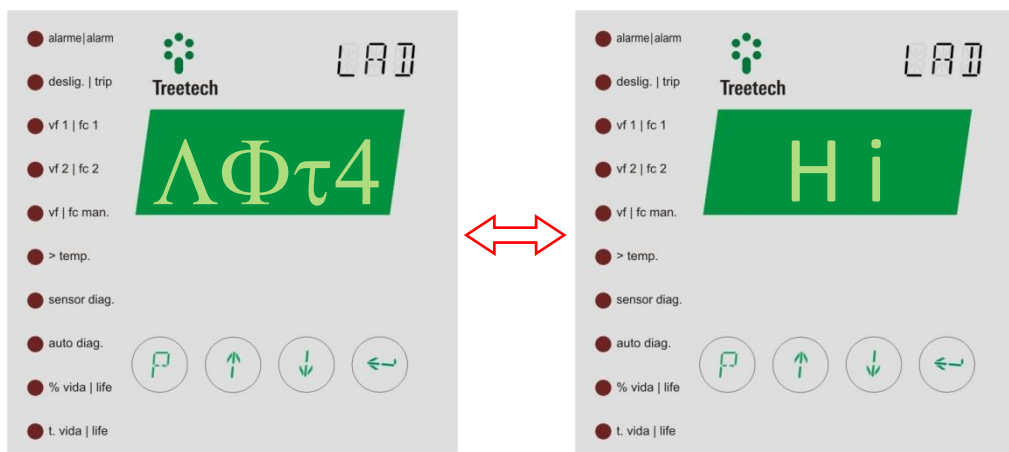 alarme|alarm
deslig. | trip
vf 1 | fc 1
vf 2 | fc 2
vf | fc man.
> temp.
sensor diag.
auto diag.
% vida | life
t. vida | life
Treetech
LAD
ΛΦτ4
P
alarme|alarm
deslig. | trip
vf 1 | fc 1
vf 2 | fc 2
vf | fc man.
> temp.
sensor diag.
auto diag.
% vida | life
t. vida | life
Treetech
LAD
Hi
P